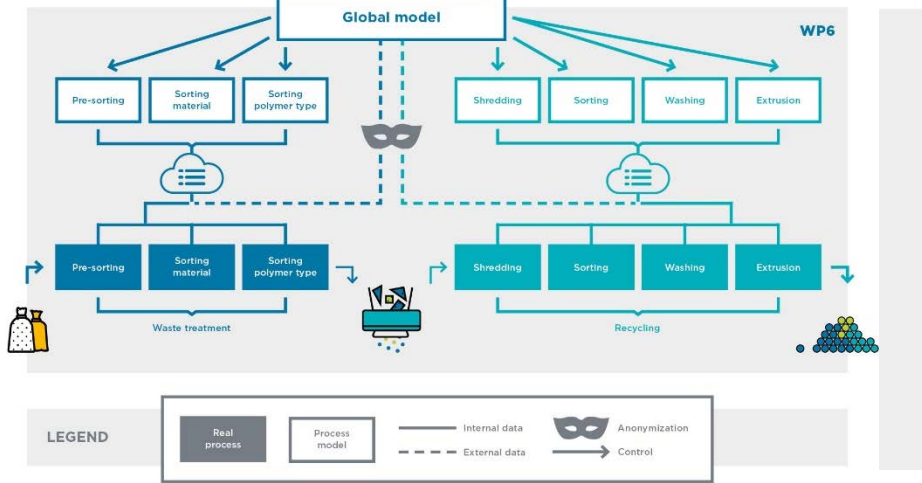 Global model
WP6
Pre-sorting
Sorting
material
Sorting
polymer type
Shredding
Sorting
Washing
Extrusion
Pre-sorting
Sorting
material
Sorting
polymer type
Shredding
Sorting
Washing
Extrusion
Waste treatment
Recycling
LEGEND
Real
process
Process
model
Internal data
External data
Anonymization
Control